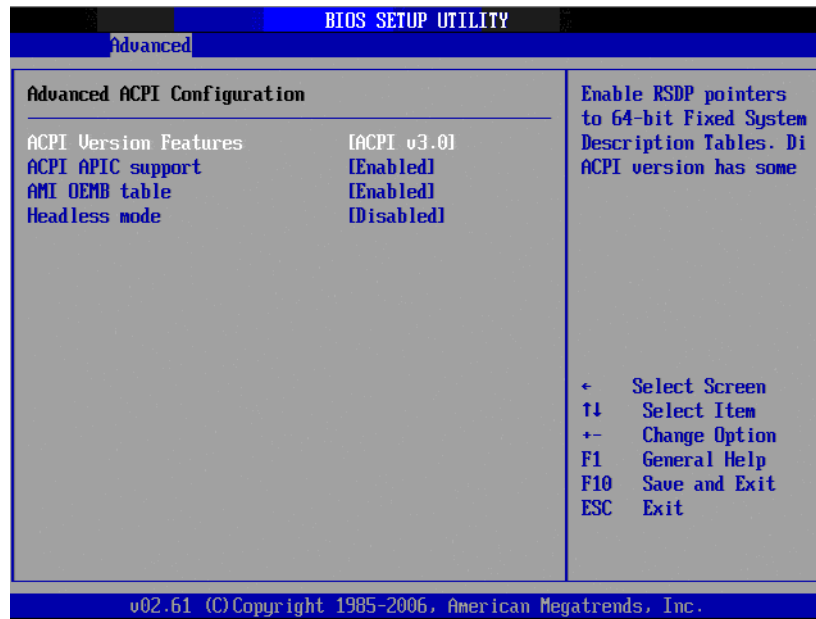 BIOS SETUP UTILITY
Advanced
Advanced ACPI Configuration
ACPI Version Features [ACPI v3.0]
ACPI APIC support [Enabled]
AMI OEMB table [Enabled]
Headless mode [Disabled]
Enable RSDP pointers
to 64-bit Fixed System
Description Tables. Di
ACPI version has some
← Select Screen
↑↓ Select Item
+- Change Option
F1 General Help
F10 Save and Exit
ESC Exit
v02.61 (C)Copyright 1985-2006, American Megatrends, Inc.